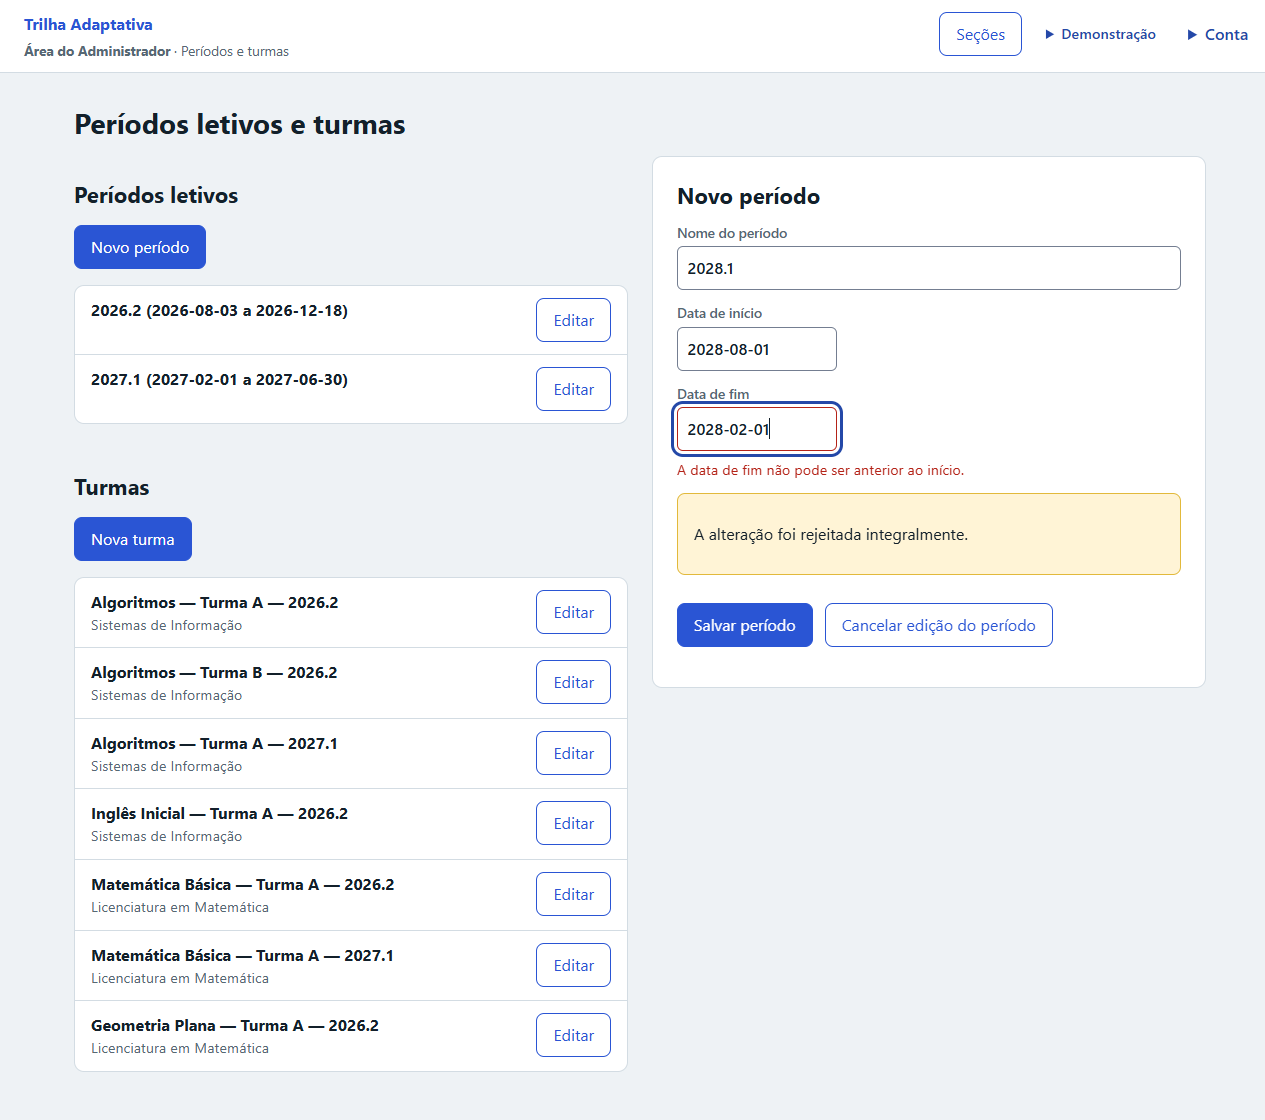 Trilha Adaptativa
Área do Administrador · Períodos e turmas
Seções
Demonstração
Conta
Períodos letivos e turmas
Períodos letivos
Novo período
2026.2 (2026-08-03 a 2026-12-18)
Editar
2027.1 (2027-02-01 a 2027-06-30)
Editar
Turmas
Nova turma
Algoritmos — Turma A — 2026.2
Sistemas de Informação
Editar
Algoritmos — Turma B — 2026.2
Sistemas de Informação
Editar
Algoritmos — Turma A — 2027.1
Sistemas de Informação
Editar
Inglês Inicial — Turma A — 2026.2
Sistemas de Informação
Editar
Matemática Básica — Turma A — 2026.2
Licenciatura em Matemática
Editar
Matemática Básica — Turma A — 2027.1
Licenciatura em Matemática
Editar
Geometria Plana — Turma A — 2026.2
Licenciatura em Matemática
Editar
Novo período
Nome do período
2028.1
Data de início
2028-08-01
Data de fim
2028-02-01
A data de fim não pode ser anterior ao início.
A alteração foi rejeitada integralmente.
Salvar período
Cancelar edição do período